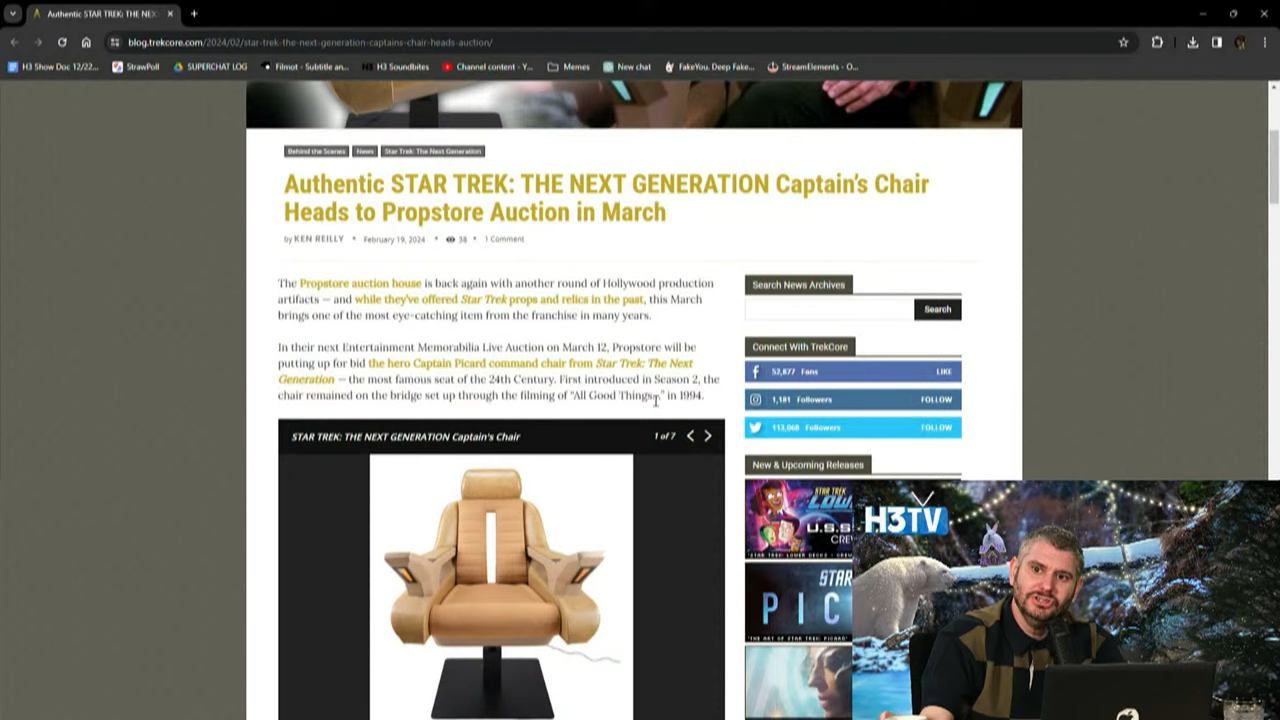 Authentic STAR TREK: THE NEX
blog.trekcore.com/2024/02/star-trek-the-next-generation-captains-chair-heads-auction/
H3 Show Doc 12/22...
StrawPoll
SUPERCHAT LOG
Filmot - Subtitle an...
H3 Soundbites
Channel content - Y...
Memes
New chat
FakeYou. Deep Fake...
StreamElements - O...
Behind the Scenes
News
Star Trek: The Next Generation
Authentic STAR TREK: THE NEXT GENERATION Captain's Chair
Heads to Propstore Auction in March
by KEN REILLY • February 19, 2024 • 38 • 1 Comment
The Propstore auction house is back again with another round of Hollywood production
artifacts — and while they've offered Star Trek props and relics in the past, this March
brings one of the most eye-catching item from the franchise in many years.
In their next Entertainment Memorabilia Live Auction on March 12, Propstore will be
putting up for bid the hero Captain Picard command chair from Star Trek: The Next
Generation — the most famous seat of the 24th Century. First introduced in Season 2, the
chair remained on the bridge set up through the filming of "All Good Things..." in 1994.
STAR TREK: THE NEXT GENERATION Captain's Chair
1 of 7
Search News Archives
Search
Connect With TrekCore
52,877 Fans
LIKE
1,181 Followers
FOLLOW
113,068 Followers
FOLLOW
New & Upcoming Releases
STAR TREK
LOW
U.S.S
CRE
STAR
PIC
H3TV